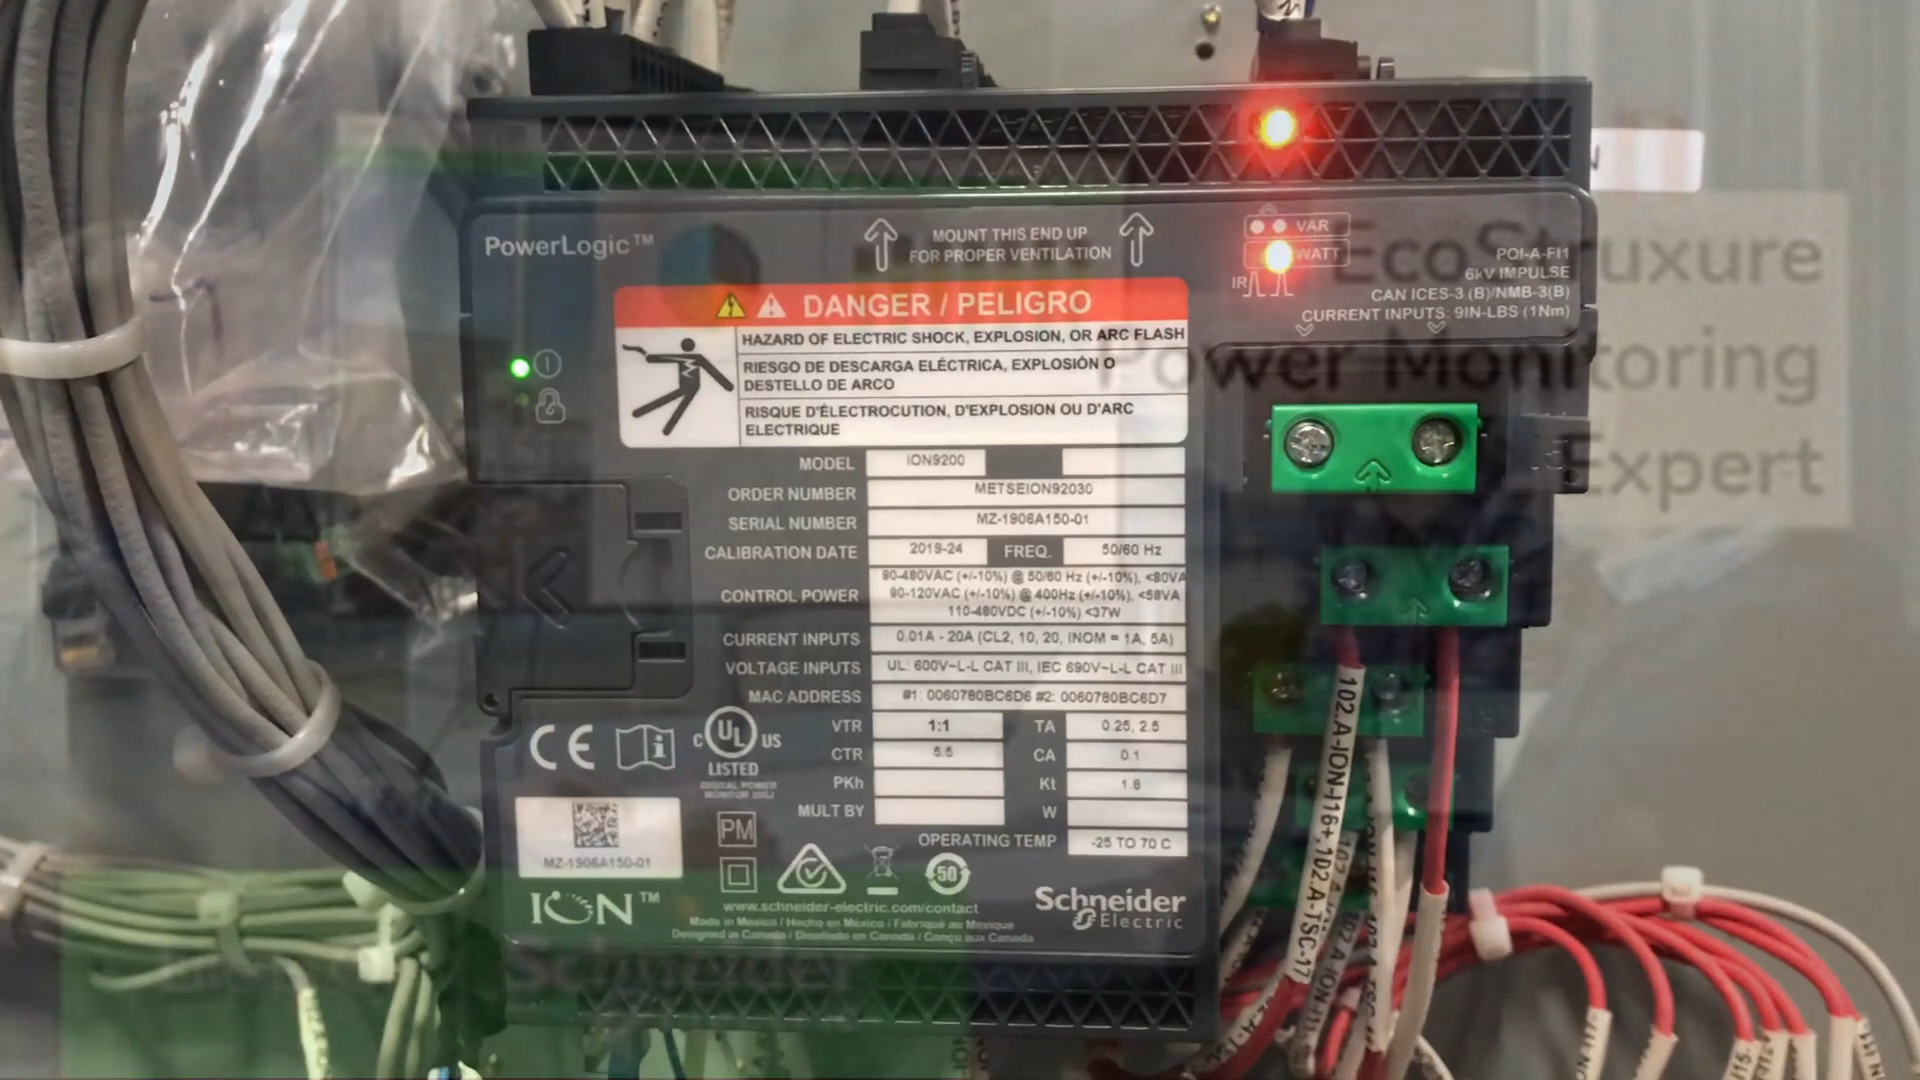 PowerLogic™
MOUNT THIS END UP
FOR PROPER VENTILATION
VAR
WATT
IR
PQI-A-FI1
6kV IMPULSE
CAN ICES-3 (B)/NMB-3(B)
CURRENT INPUTS: 9IN-LBS (1Nm)
EcoStruxure
Power Monitoring
Expert
DANGER / PELIGRO
HAZARD OF ELECTRIC SHOCK, EXPLOSION, OR ARC FLASH
RIESGO DE DESCARGA ELÉCTRICA, EXPLOSIÓN O
DESTELLO DE ARCO
RISQUE D'ÉLECTROCUTION, D'EXPLOSION OU D'ARC
ELECTRIQUE
MODEL ION9200
ORDER NUMBER METSEION92030
SERIAL NUMBER MZ-1906A150-01
CALIBRATION DATE 2019-24 FREQ. 50/60 Hz
CONTROL POWER 90-480VAC (+/-10%) @ 50/60 Hz (+/-10%), <80VA
90-120VAC (+/-10%) @ 400Hz (+/-10%), <58VA
110-480VDC (+/-10%) <37W
CURRENT INPUTS 0.01A - 20A (CL2, 10, 20, INOM = 1A, 5A)
VOLTAGE INPUTS UL: 600V~L-L CAT III, IEC 690V~L-L CAT III
MAC ADDRESS #1: 0060780BC6D6 #2: 0060780BC6D7
VTR 1:1 TA 0.25, 2.5
CTR 5:5 CA 0.1
PKh Kt 1.8
MULT BY W
OPERATING TEMP -25 TO 70 C
CE
C UL US
LISTED
DIGITAL POWER
MONITOR 20SJ
PM
50
MZ-1906A150-01
ION™
www.schneider-electric.com/contact
Made in Mexico / Hecho en México / Fabriqué au Mexique
Designed in Canada / Diseñado en Canada / Conçu aux Canada
Schneider
Electric
Schneider
102.A-ION-I16+,102.A-TSC-17